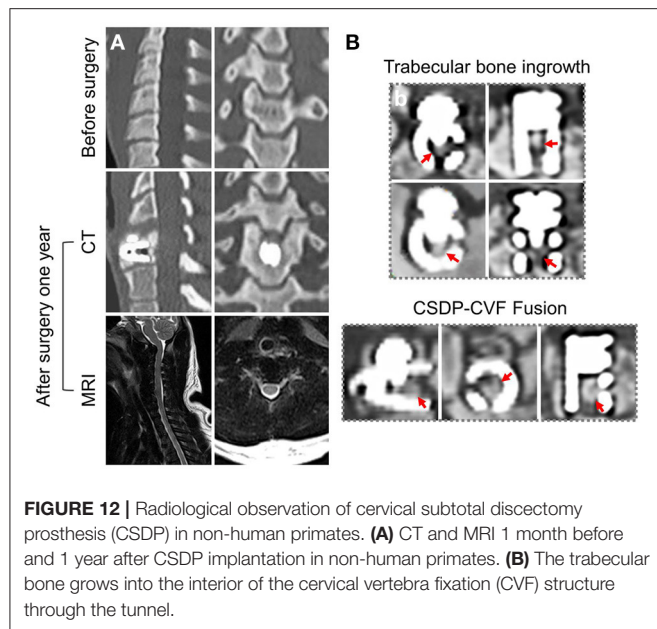 A
Before surgery
After surgery one year
CT
MRI
B
Trabecular bone ingrowth
b
CSDP-CVF Fusion
FIGURE 12 | Radiological observation of cervical subtotal discectomy
prosthesis (CSDP) in non-human primates. (A) CT and MRI 1 month before
and 1 year after CSDP implantation in non-human primates. (B) The trabecular
bone grows into the interior of the cervical vertebra fixation (CVF) structure
through the tunnel.